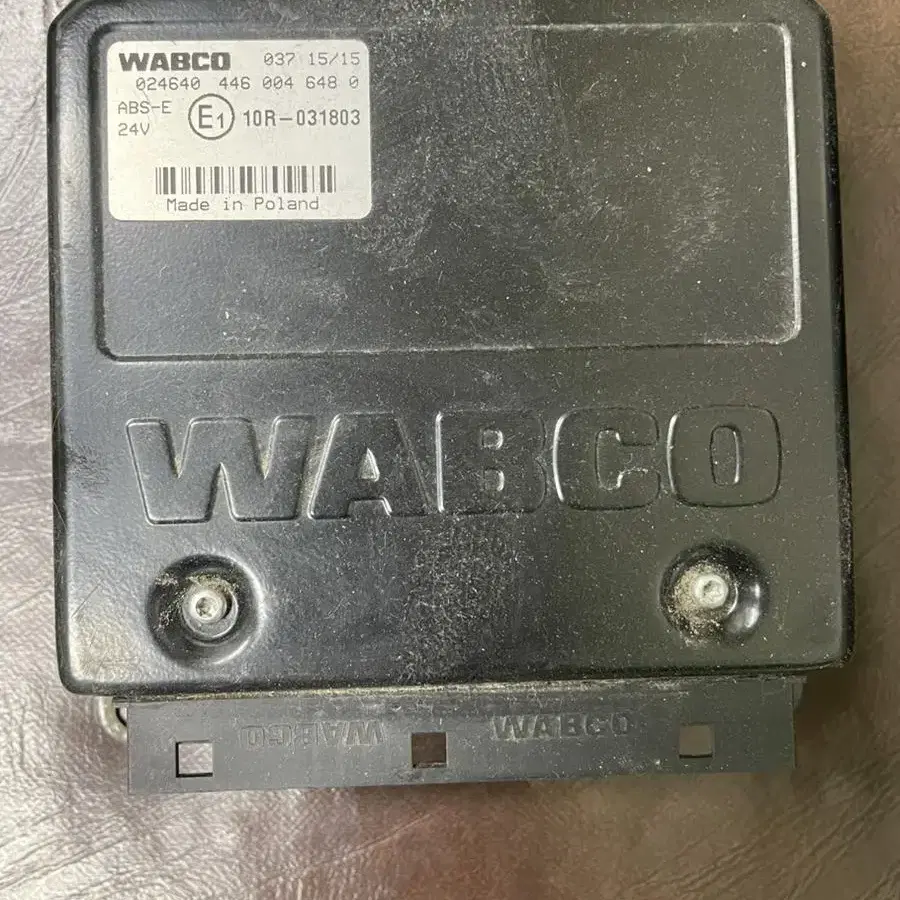 WABCO 037 15/15
024640 446 004 648 0
ABS-E E1 10R-031803
24V
Made in Poland
WABCO
WABCO WABCO